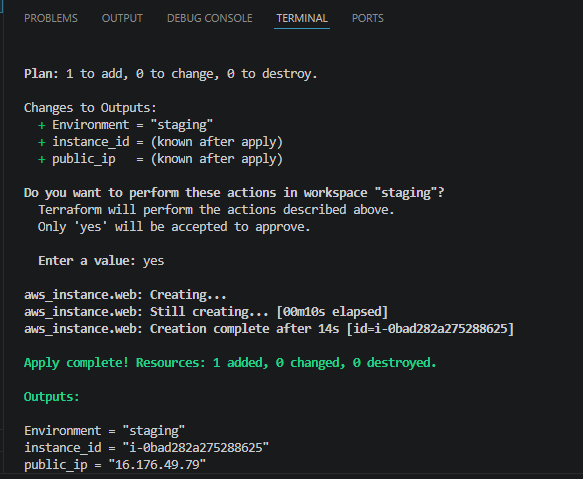 PROBLEMS OUTPUT DEBUG CONSOLE TERMINAL PORTS
Plan: 1 to add, 0 to change, 0 to destroy.
Changes to Outputs:
+ Environment = "staging"
+ instance_id = (known after apply)
+ public_ip   = (known after apply)
Do you want to perform these actions in workspace "staging"?
Terraform will perform the actions described above.
Only 'yes' will be accepted to approve.
Enter a value: yes
aws_instance.web: Creating...
aws_instance.web: Still creating... [00m10s elapsed]
aws_instance.web: Creation complete after 14s [id=i-0bad282a275288625]
Apply complete! Resources: 1 added, 0 changed, 0 destroyed.
Outputs:
Environment = "staging"
instance_id = "i-0bad282a275288625"
public_ip = "16.176.49.79"